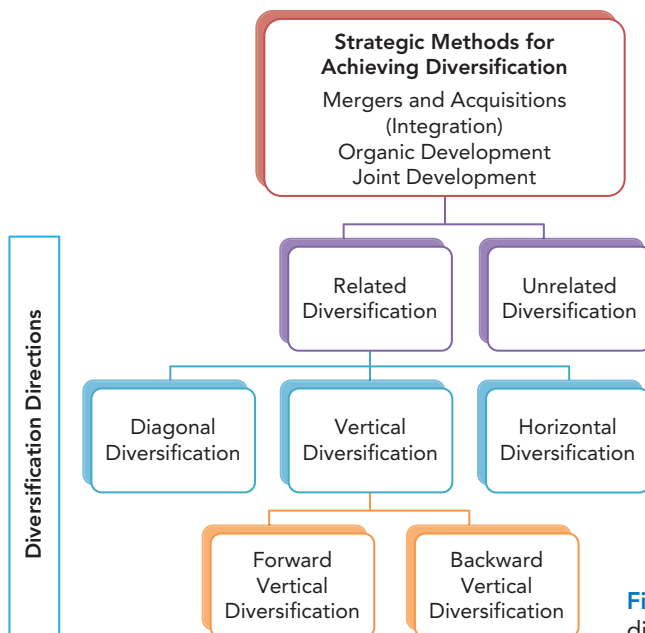 Strategic Methods for
Achieving Diversification
Mergers and Acquisitions
(Integration)
Organic Development
Joint Development
Diversification Directions
Related
Diversification
Unrelated
Diversification
Diagonal
Diversification
Vertical
Diversification
Horizontal
Diversification
Forward
Vertical
Diversification
Backward
Vertical
Diversification